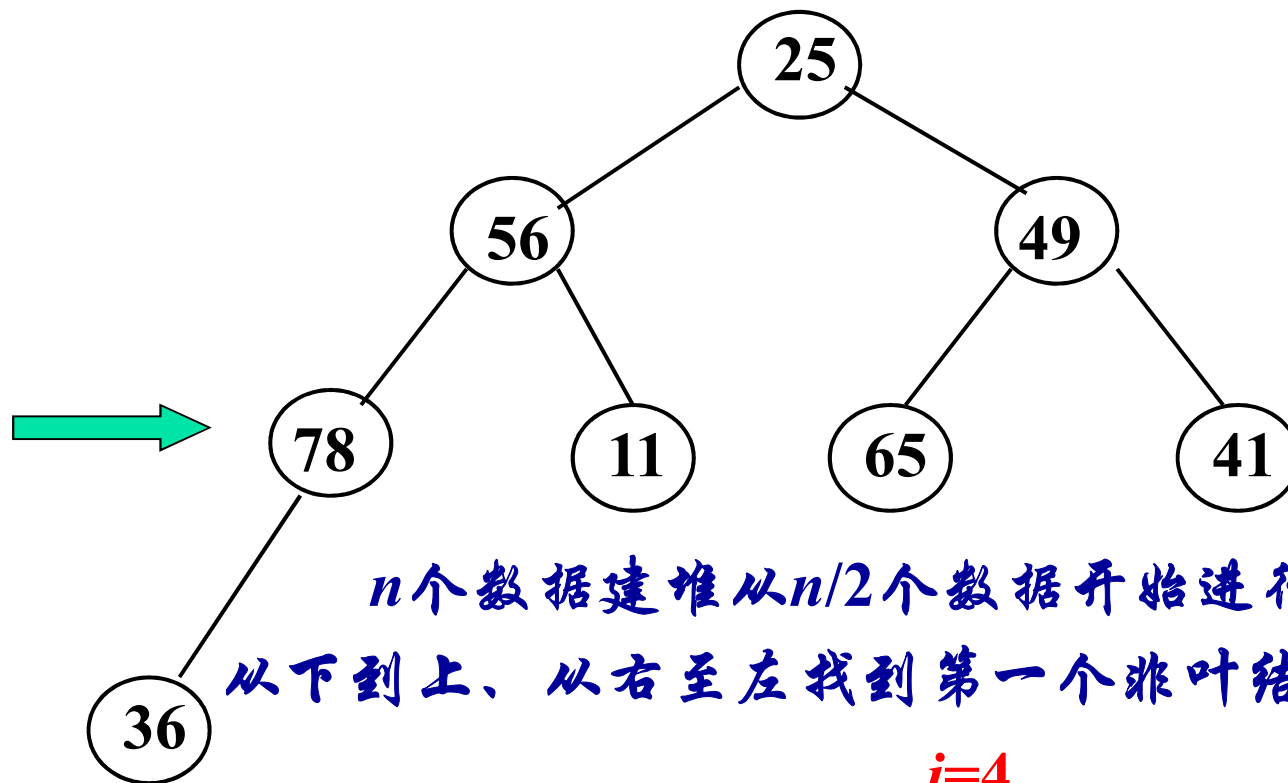 25
56 49
78 11 65 41
n个数据建堆从n/2个数据开始进行
从下到上、从右至左找到第一个非叶结
36
i=4